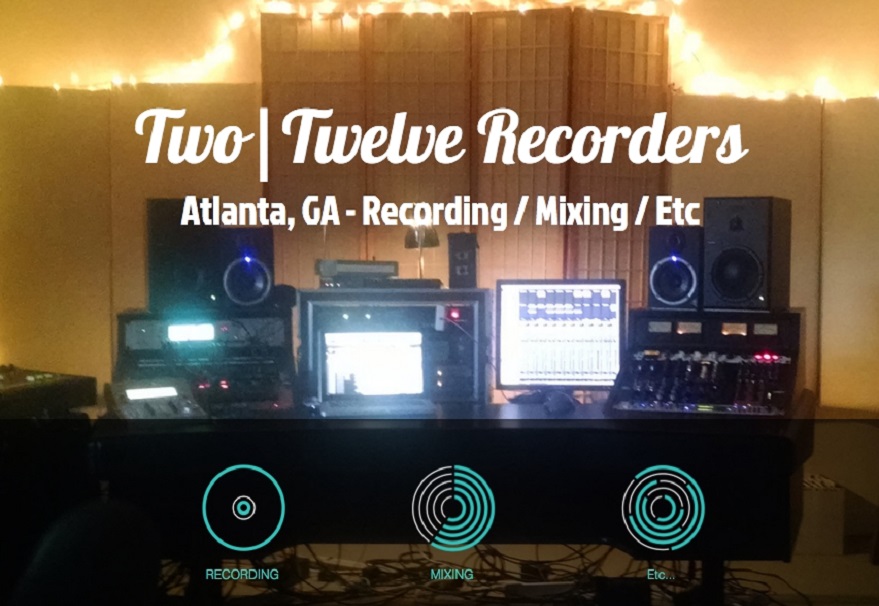 Two|Twelve Recorders
Atlanta, GA - Recording / Mixing / Etc
RECORDING
MIXING
Etc...